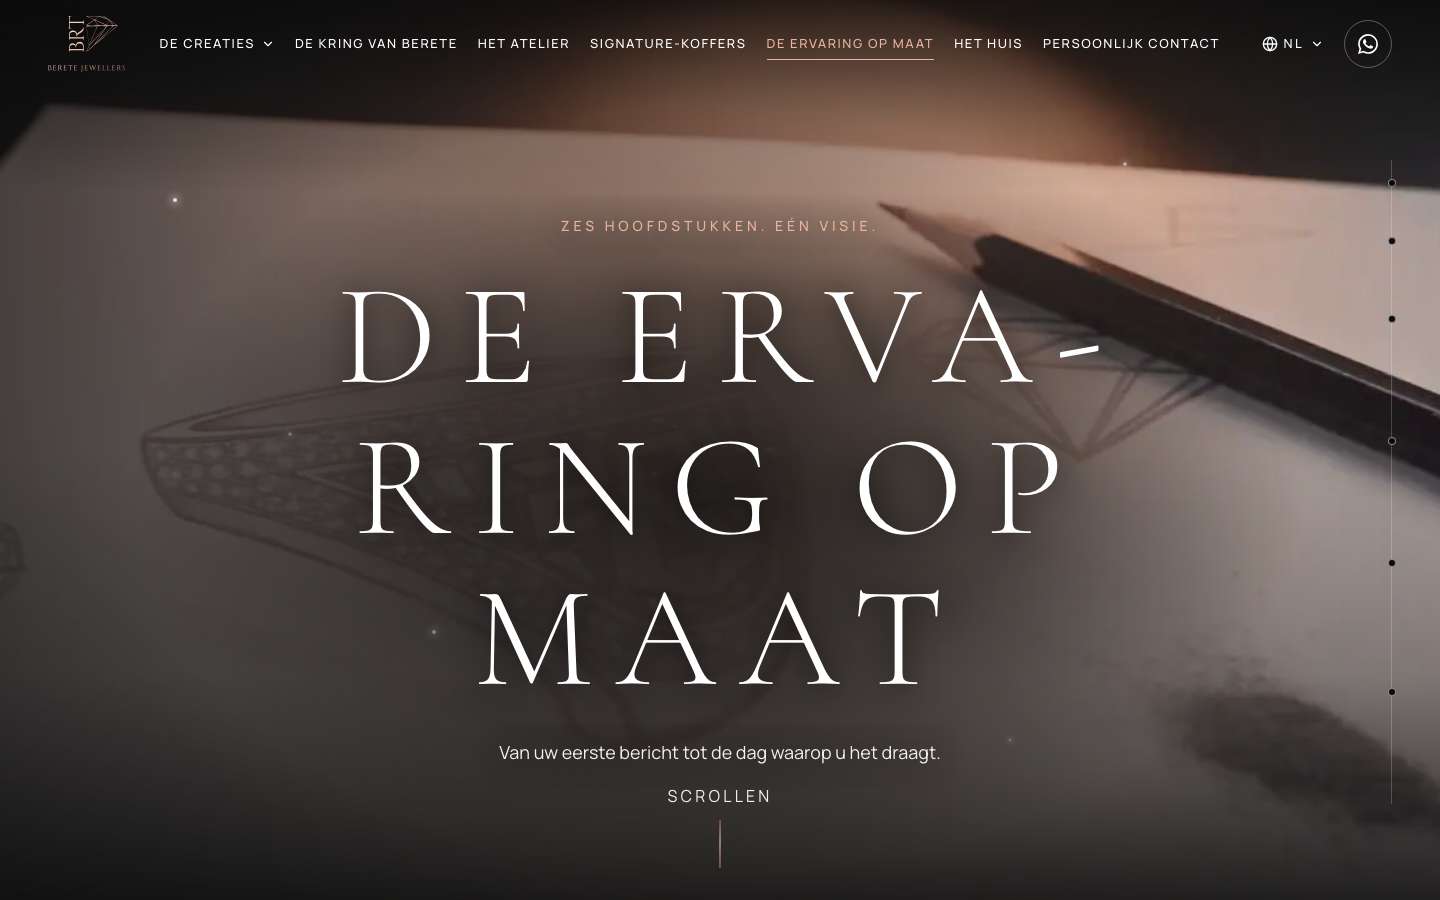 BRT
BERETE JEWELLERS
DE CREATIES
DE KRING VAN BERETE
HET ATELIER
SIGNATURE-KOFFERS
DE ERVARING OP MAAT
HET HUIS
PERSOONLIJK CONTACT
NL
ZES HOOFDSTUKKEN. EÉN VISIE.
DE ERVA-
RING OP
MAAT
Van uw eerste bericht tot de dag waarop u het draagt.
SCROLLEN